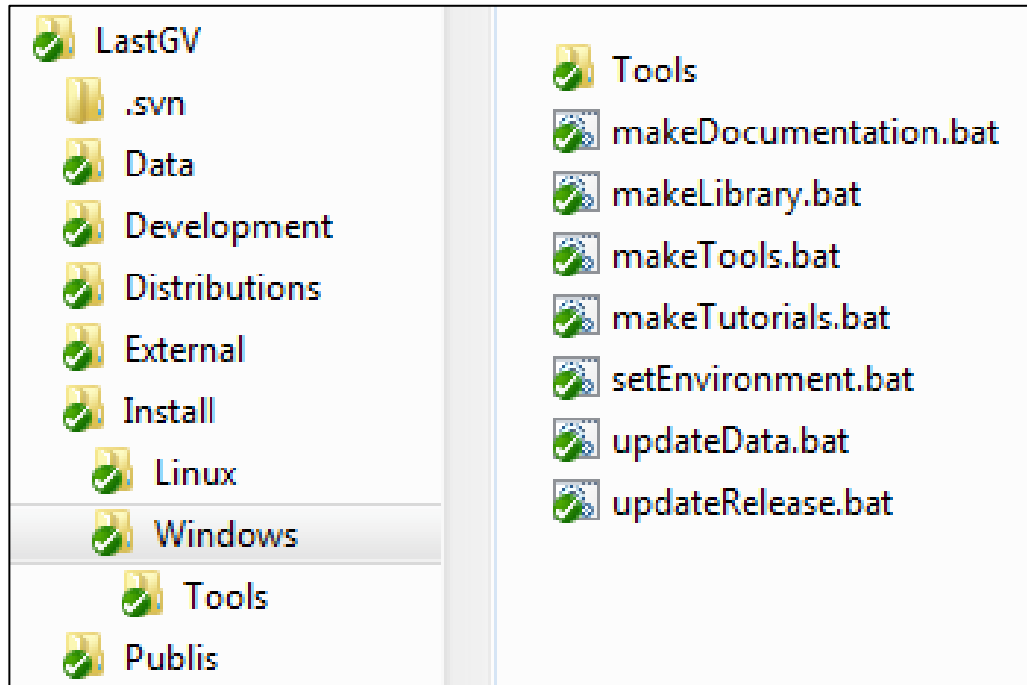 LastGV
.svn
Data
Development
Distributions
External
Install
Linux
Windows
Tools
Publis
Tools
makeDocumentation.bat
makeLibrary.bat
makeTools.bat
makeTutorials.bat
setEnvironment.bat
updateData.bat
updateRelease.bat